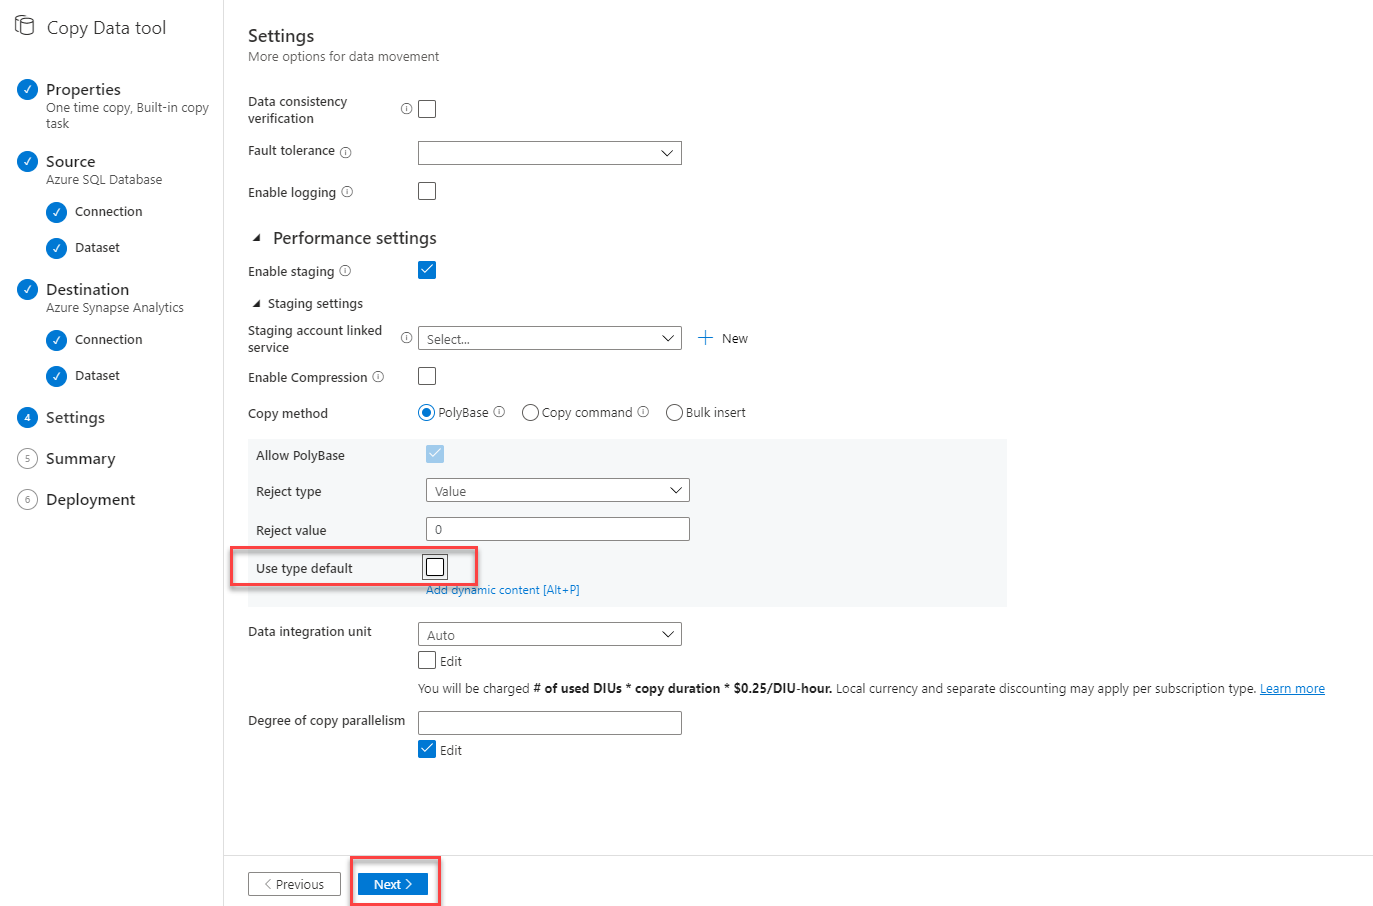 Copy Data tool
Properties
One time copy, Built-in copy
task
Source
Azure SQL Database
Connection
Dataset
Destination
Azure Synapse Analytics
Connection
Dataset
4 Settings
5 Summary
6 Deployment
Settings
More options for data movement
Data consistency
verification
Fault tolerance
Enable logging
Performance settings
Enable staging
Staging settings
Staging account linked
service
Select...
New
Enable Compression
Copy method
PolyBase Copy command Bulk insert
Allow PolyBase
Reject type Value
Reject value 0
Use type default
Add dynamic content [Alt+P]
Data integration unit Auto
Edit
You will be charged # of used DIUs * copy duration * $0.25/DIU-hour. Local currency and separate discounting may apply per subscription type. Learn more
Degree of copy parallelism
Edit
Previous Next